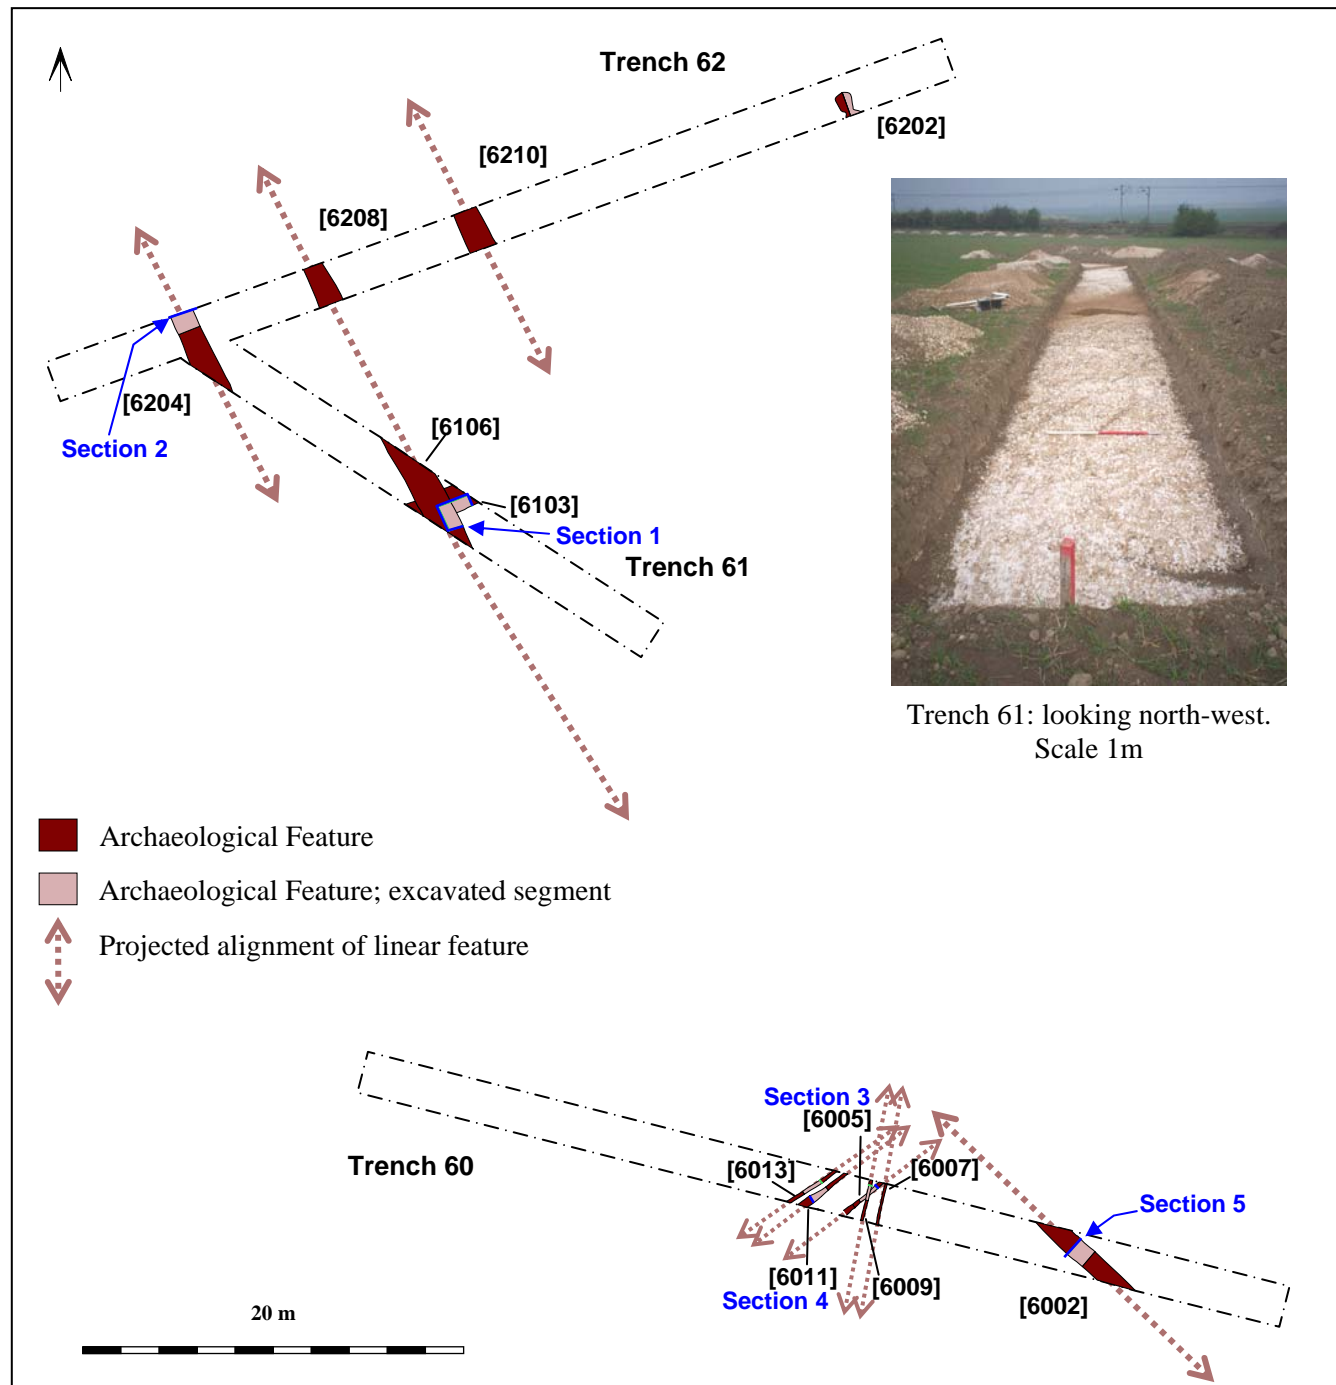 Trench 62
[6202]
[6210]
[6208]
[6204]
Section 2
[6106]
[6103]
Section 1
Trench 61
Trench 61: looking north-west.
Scale 1m
Archaeological Feature
Archaeological Feature; excavated segment
Projected alignment of linear feature
Section 3
[6005]
Trench 60
[6013]
[6007]
Section 5
[6011]
[6009]
Section 4
[6002]
20 m